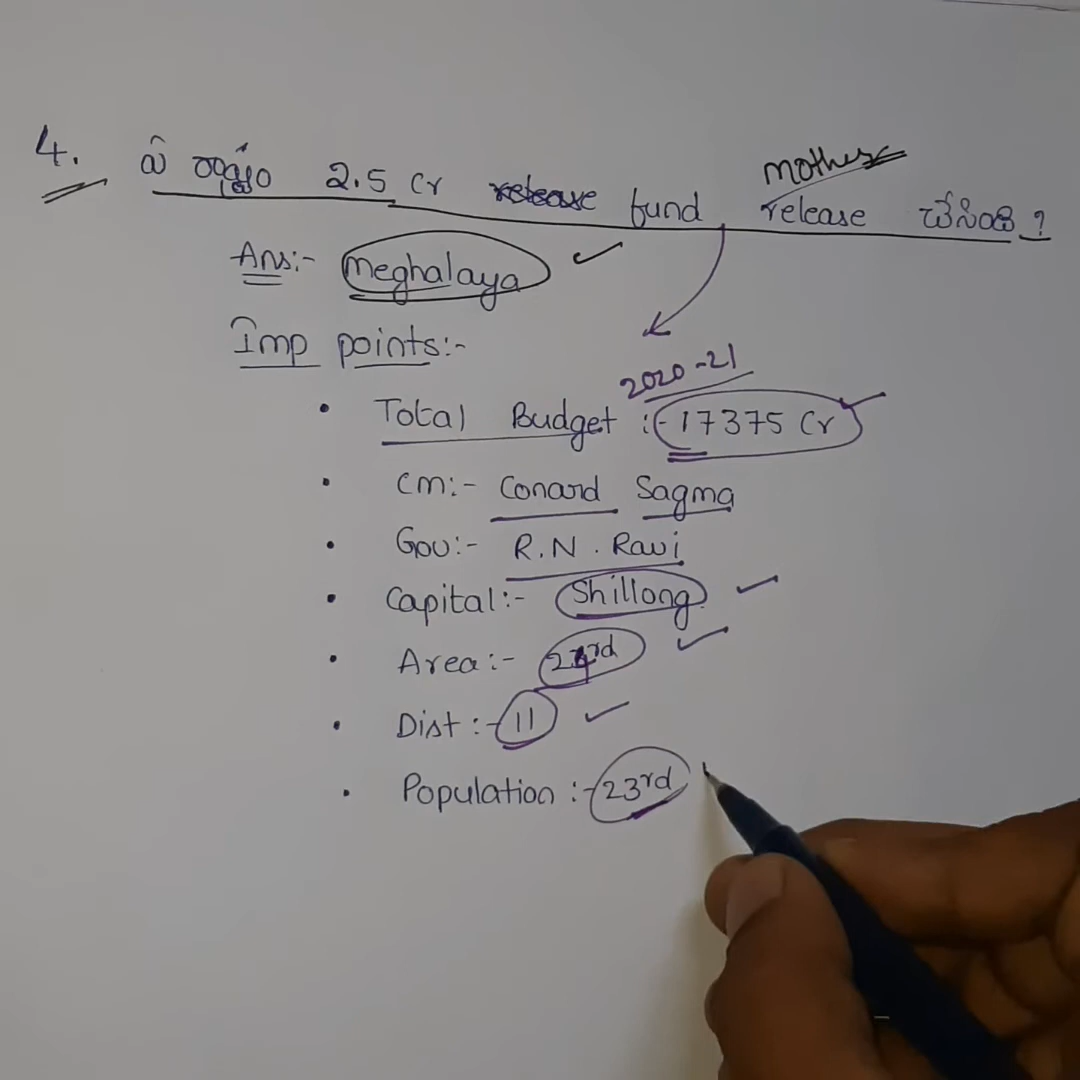 4. ఏ రాష్ట్రం 2.5 Cr release fund release చేసింది ?
mothers
Ans:- Meghalaya
Imp points:-
2020-21
• Total Budget :- 17375 Cr
• CM:- Conard Sagma
• Gov:- R.N. Ravi
• Capital:- Shillong
• Area:-
• Dist :- 11
• Population :- 23rd